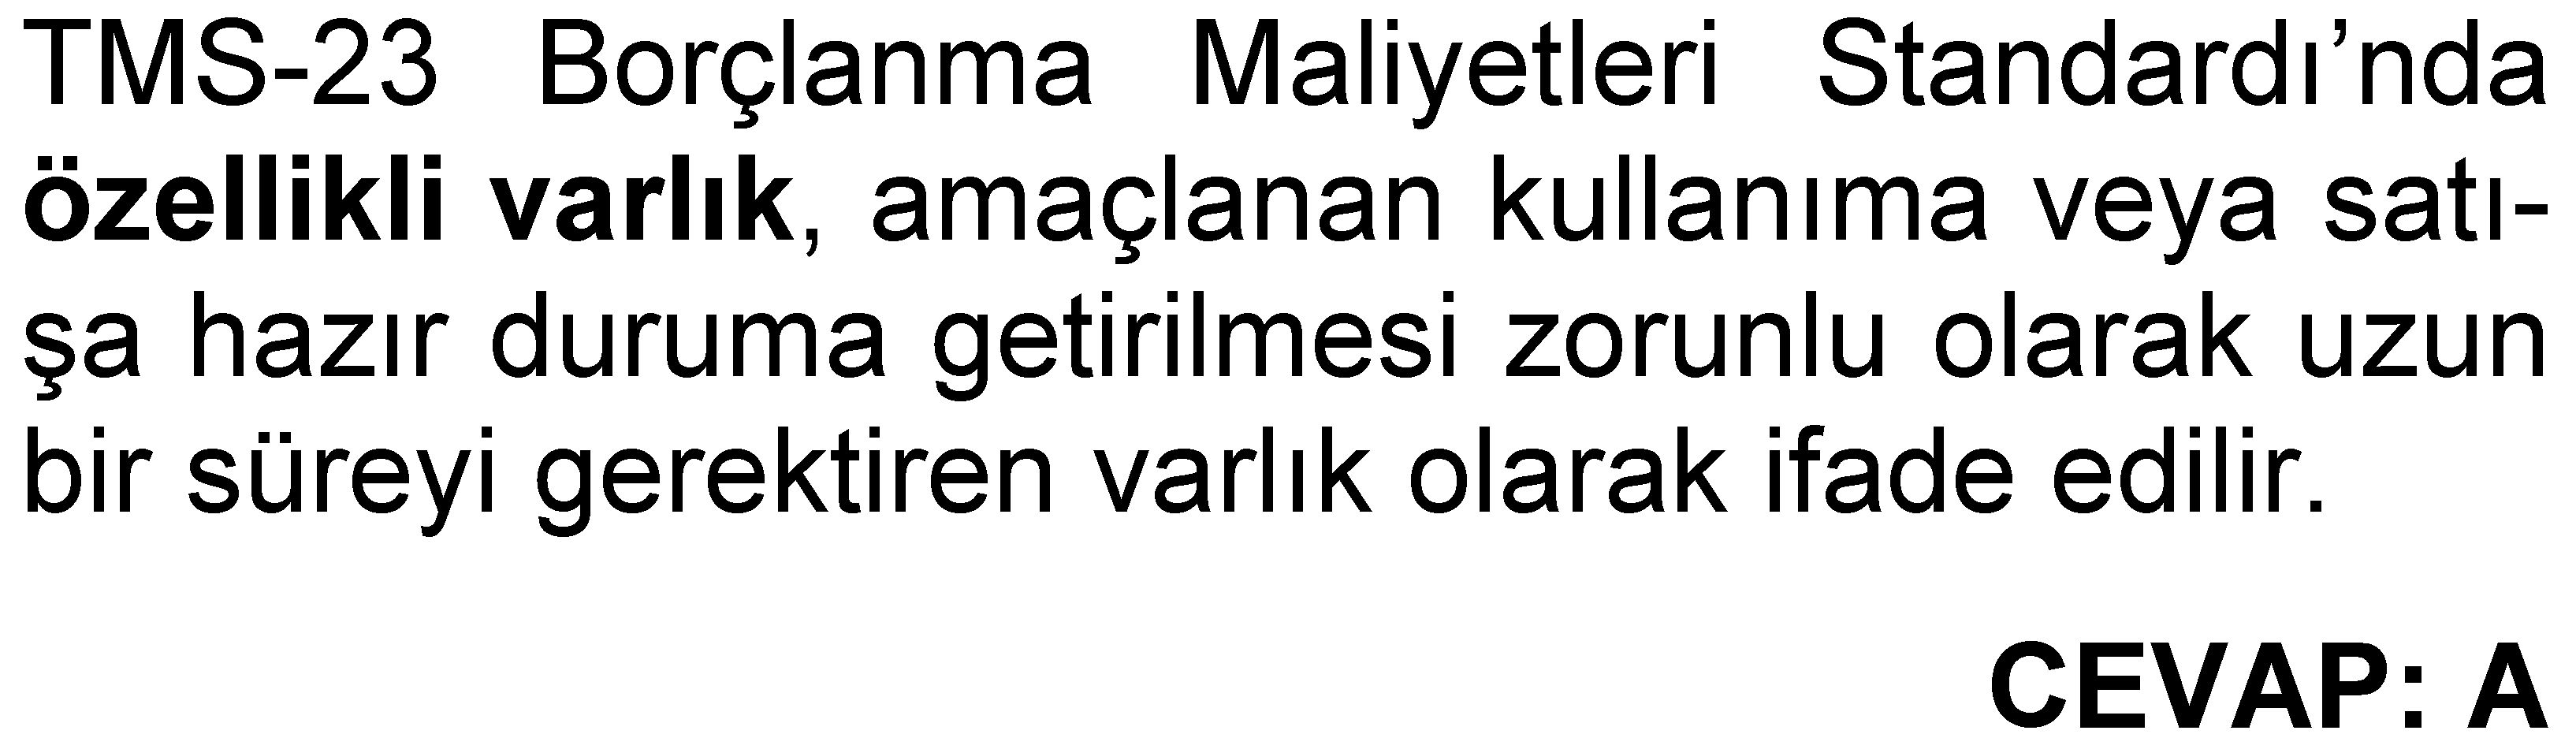 TMS-23 Borçlanma Maliyetleri Standardı’nda
özellikli varlık, amaçlanan kullanıma veya satı-
şa hazır duruma getirilmesi zorunlu olarak uzun
bir süreyi gerektiren varlık olarak ifade edilir.
CEVAP: A